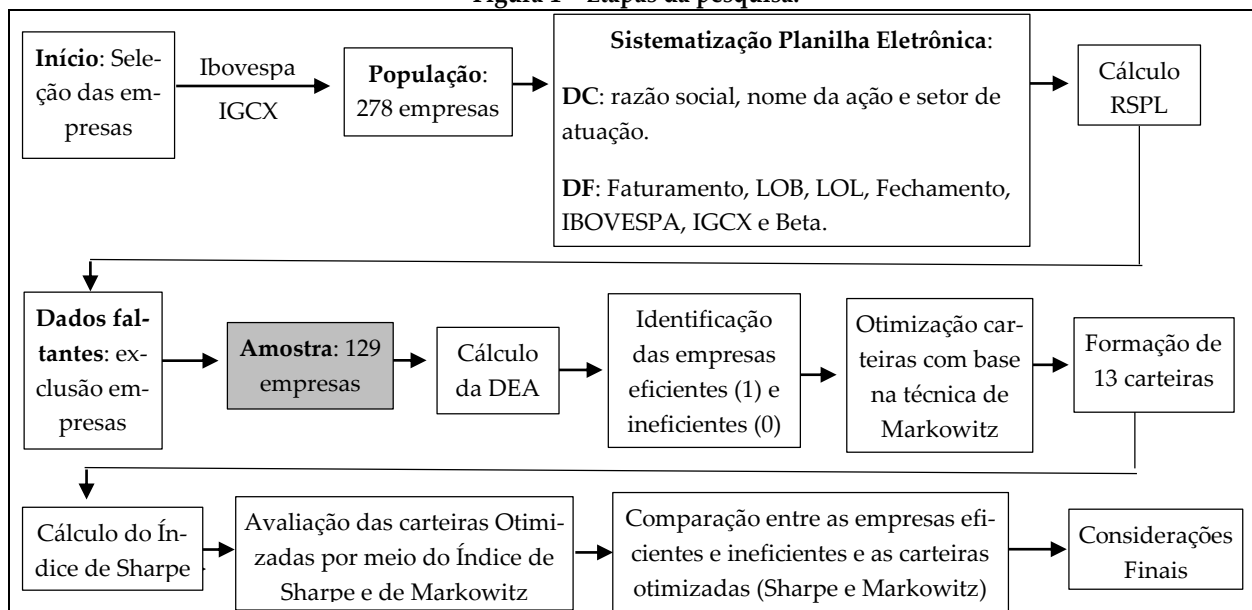 Figura 1 – Etapas da pesquisa.
Início: Sele-
ção das em-
presas
Ibovespa
IGCX
População:
278 empresas
Sistematização Planilha Eletrônica:
DC: razão social, nome da ação e setor de
atuação.
DF: Faturamento, LOB, LOL, Fechamento,
IBOVESPA, IGCX e Beta.
Cálculo
RSPL
Dados fal-
tantes: ex-
clusão em-
presas
Amostra: 129
empresas
Cálculo
da DEA
Identificação
das empresas
eficientes (1) e
ineficientes (0)
Otimização car-
teiras com base
na técnica de
Markowitz
Formação de
13 carteiras
Cálculo do Ín-
dice de Sharpe
Avaliação das carteiras Otimi-
zadas por meio do Índice de
Sharpe e de Markowitz
Comparação entre as empresas efi-
cientes e ineficientes e as carteiras
otimizadas (Sharpe e Markowitz)
Considerações
Finais